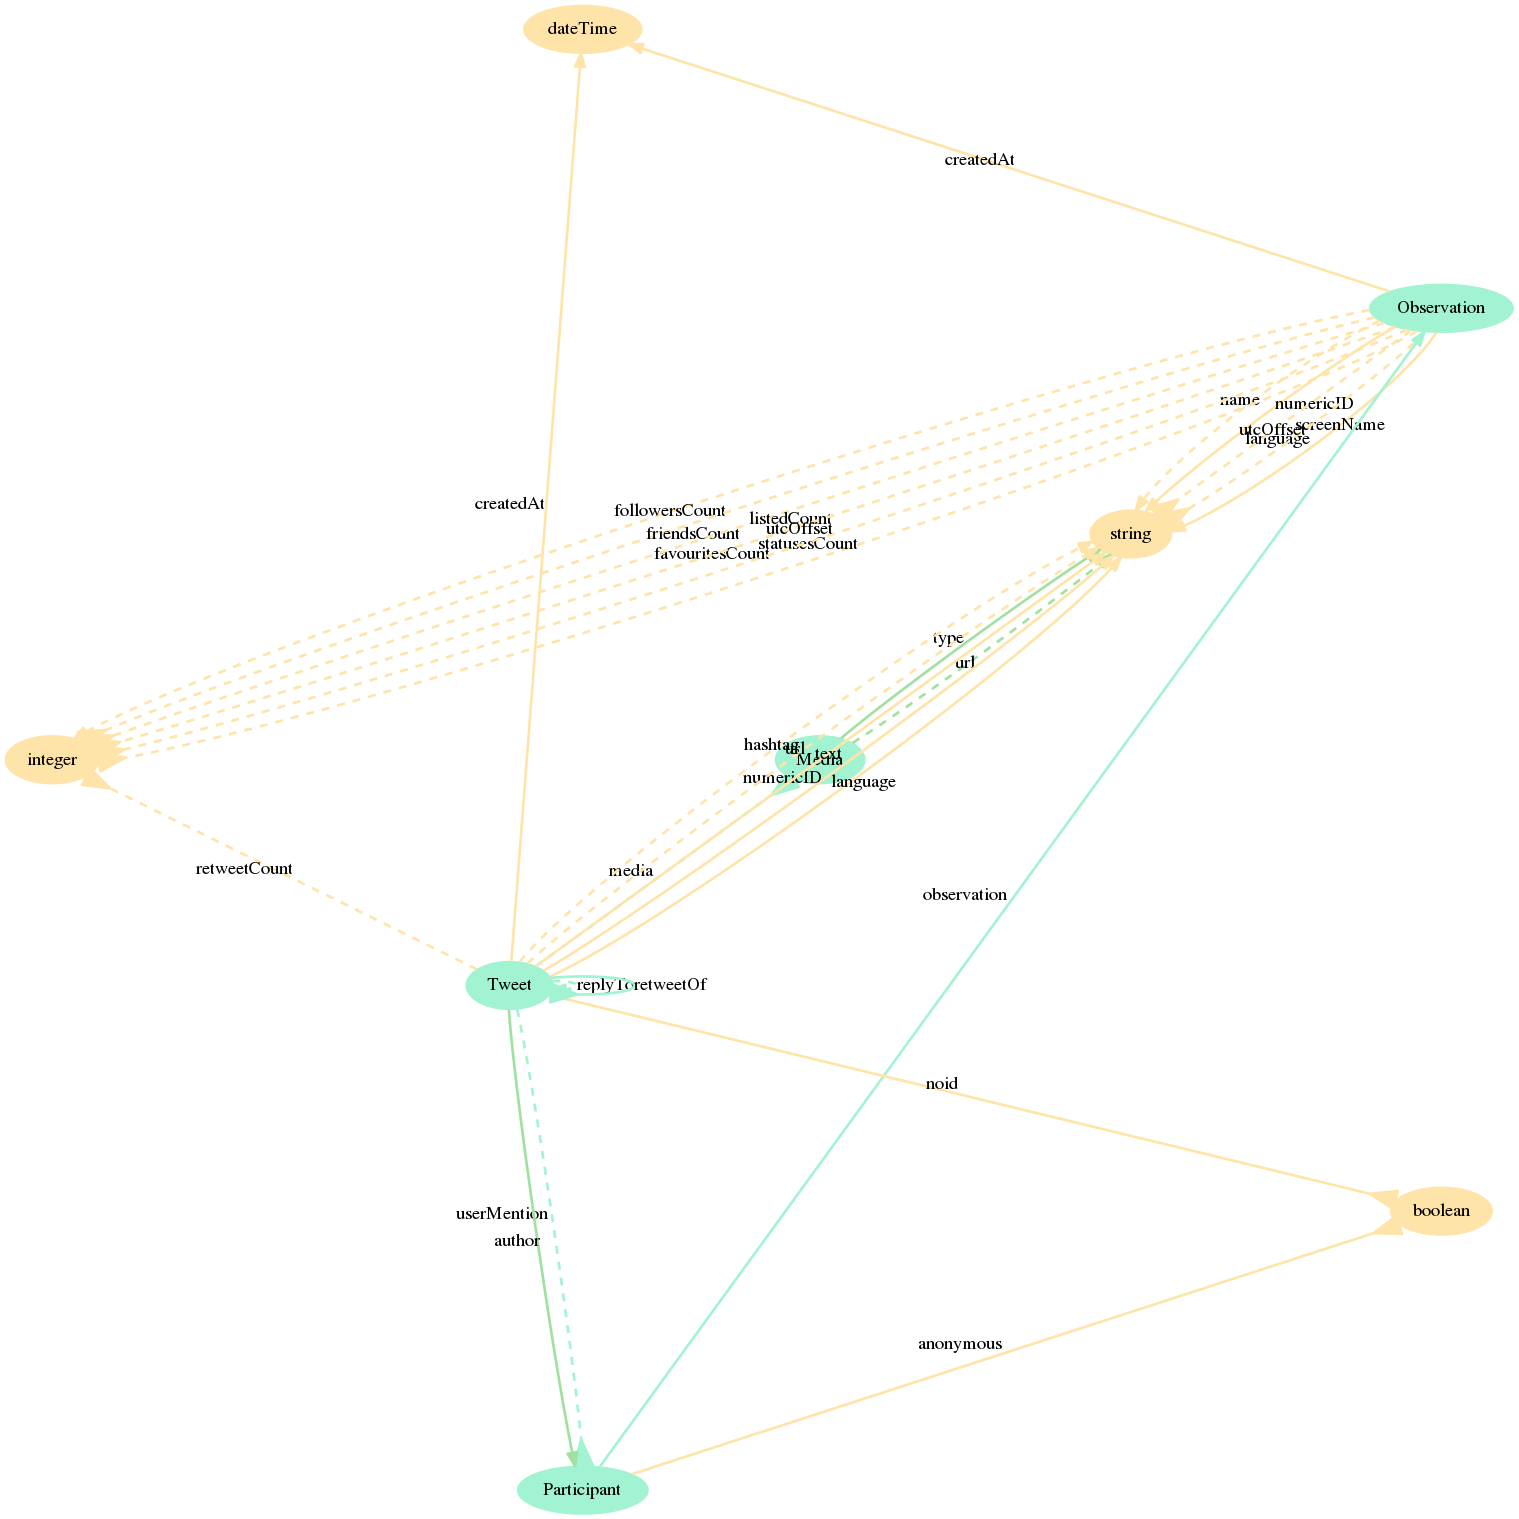 dateTime
createdAt
Observation
name
numericID
utcOffset
screenName
language
createdAt
followersCount
listedCount
utcOffset
friendsCount
statusesCount
favouritesCount
string
type
url
hashtag
url
text
Media
integer
numericID
language
retweetCount
media
observation
Tweet
replyTo
retweetOf
noid
userMention
author
boolean
anonymous
Participant